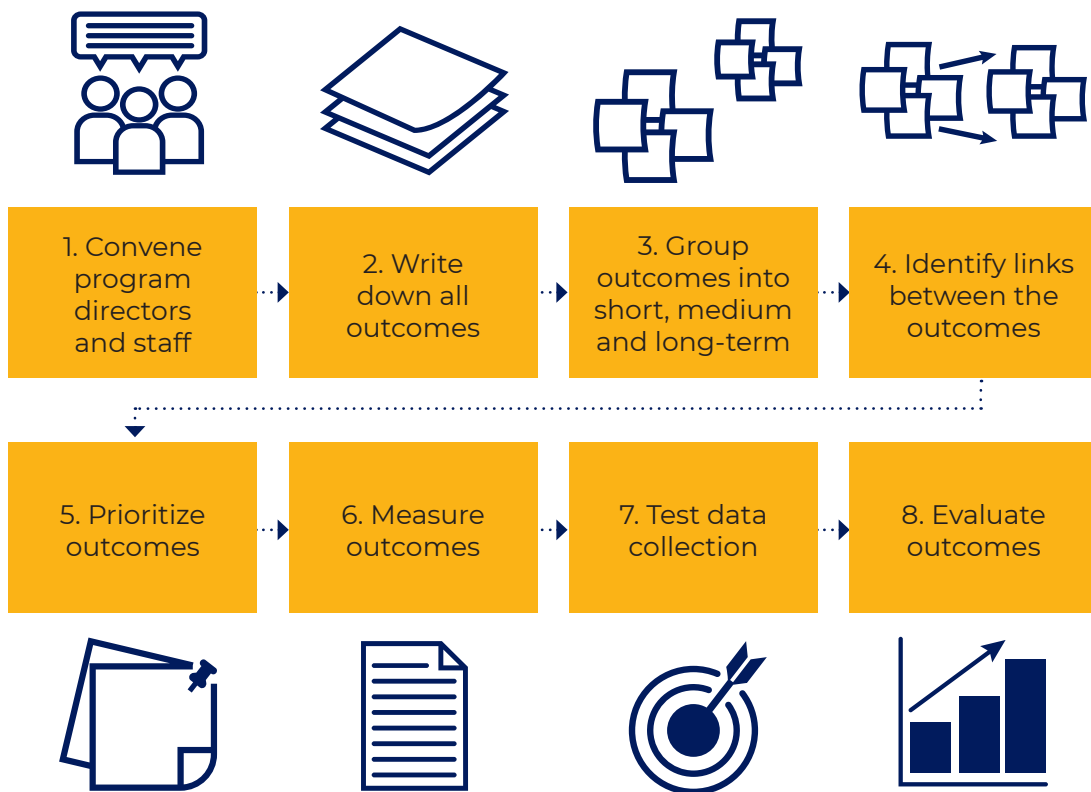 1. Convene
program
directors
and staff
2. Write
down all
outcomes
3. Group
outcomes into
short, medium
and long-term
4. Identify links
between the
outcomes
5. Prioritize
outcomes
6. Measure
outcomes
7. Test data
collection
8. Evaluate
outcomes